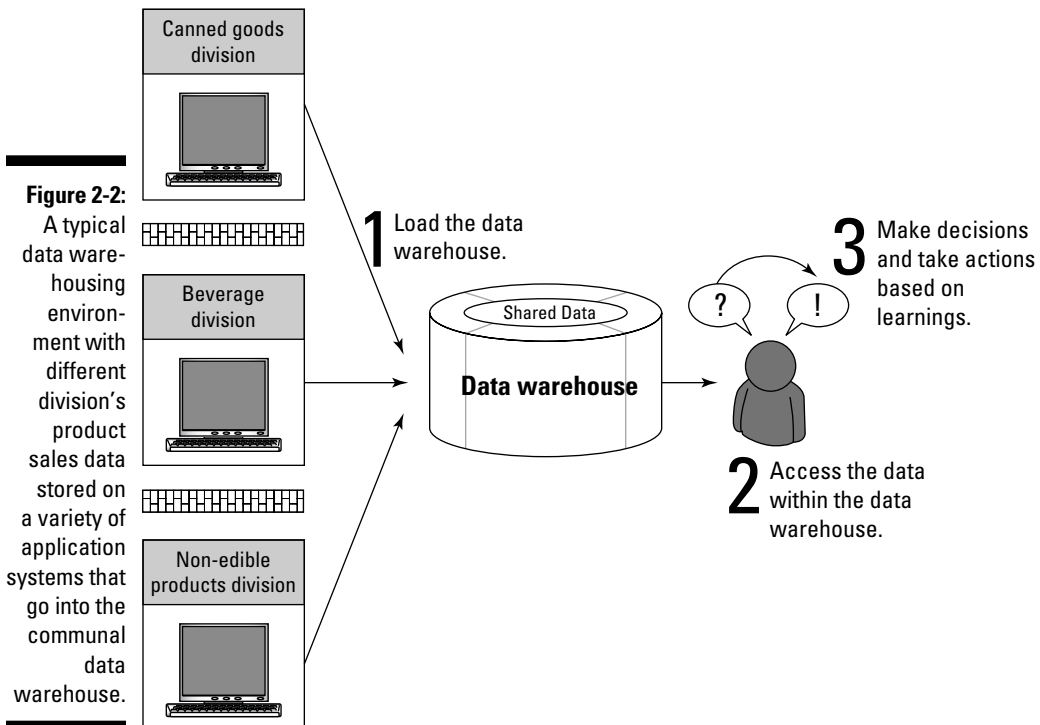 Canned goods
division
Figure 2-2:
A typical
data ware-
housing
environ-
ment with
different
division's
product
sales data
stored on
a variety of
application
systems that
go into the
communal
data
warehouse.
Beverage
division
Non-edible
products division
1 Load the data
warehouse.
Shared Data
Data warehouse
2 Access the data
within the data
warehouse.
? !
3 Make decisions
and take actions
based on
learnings.